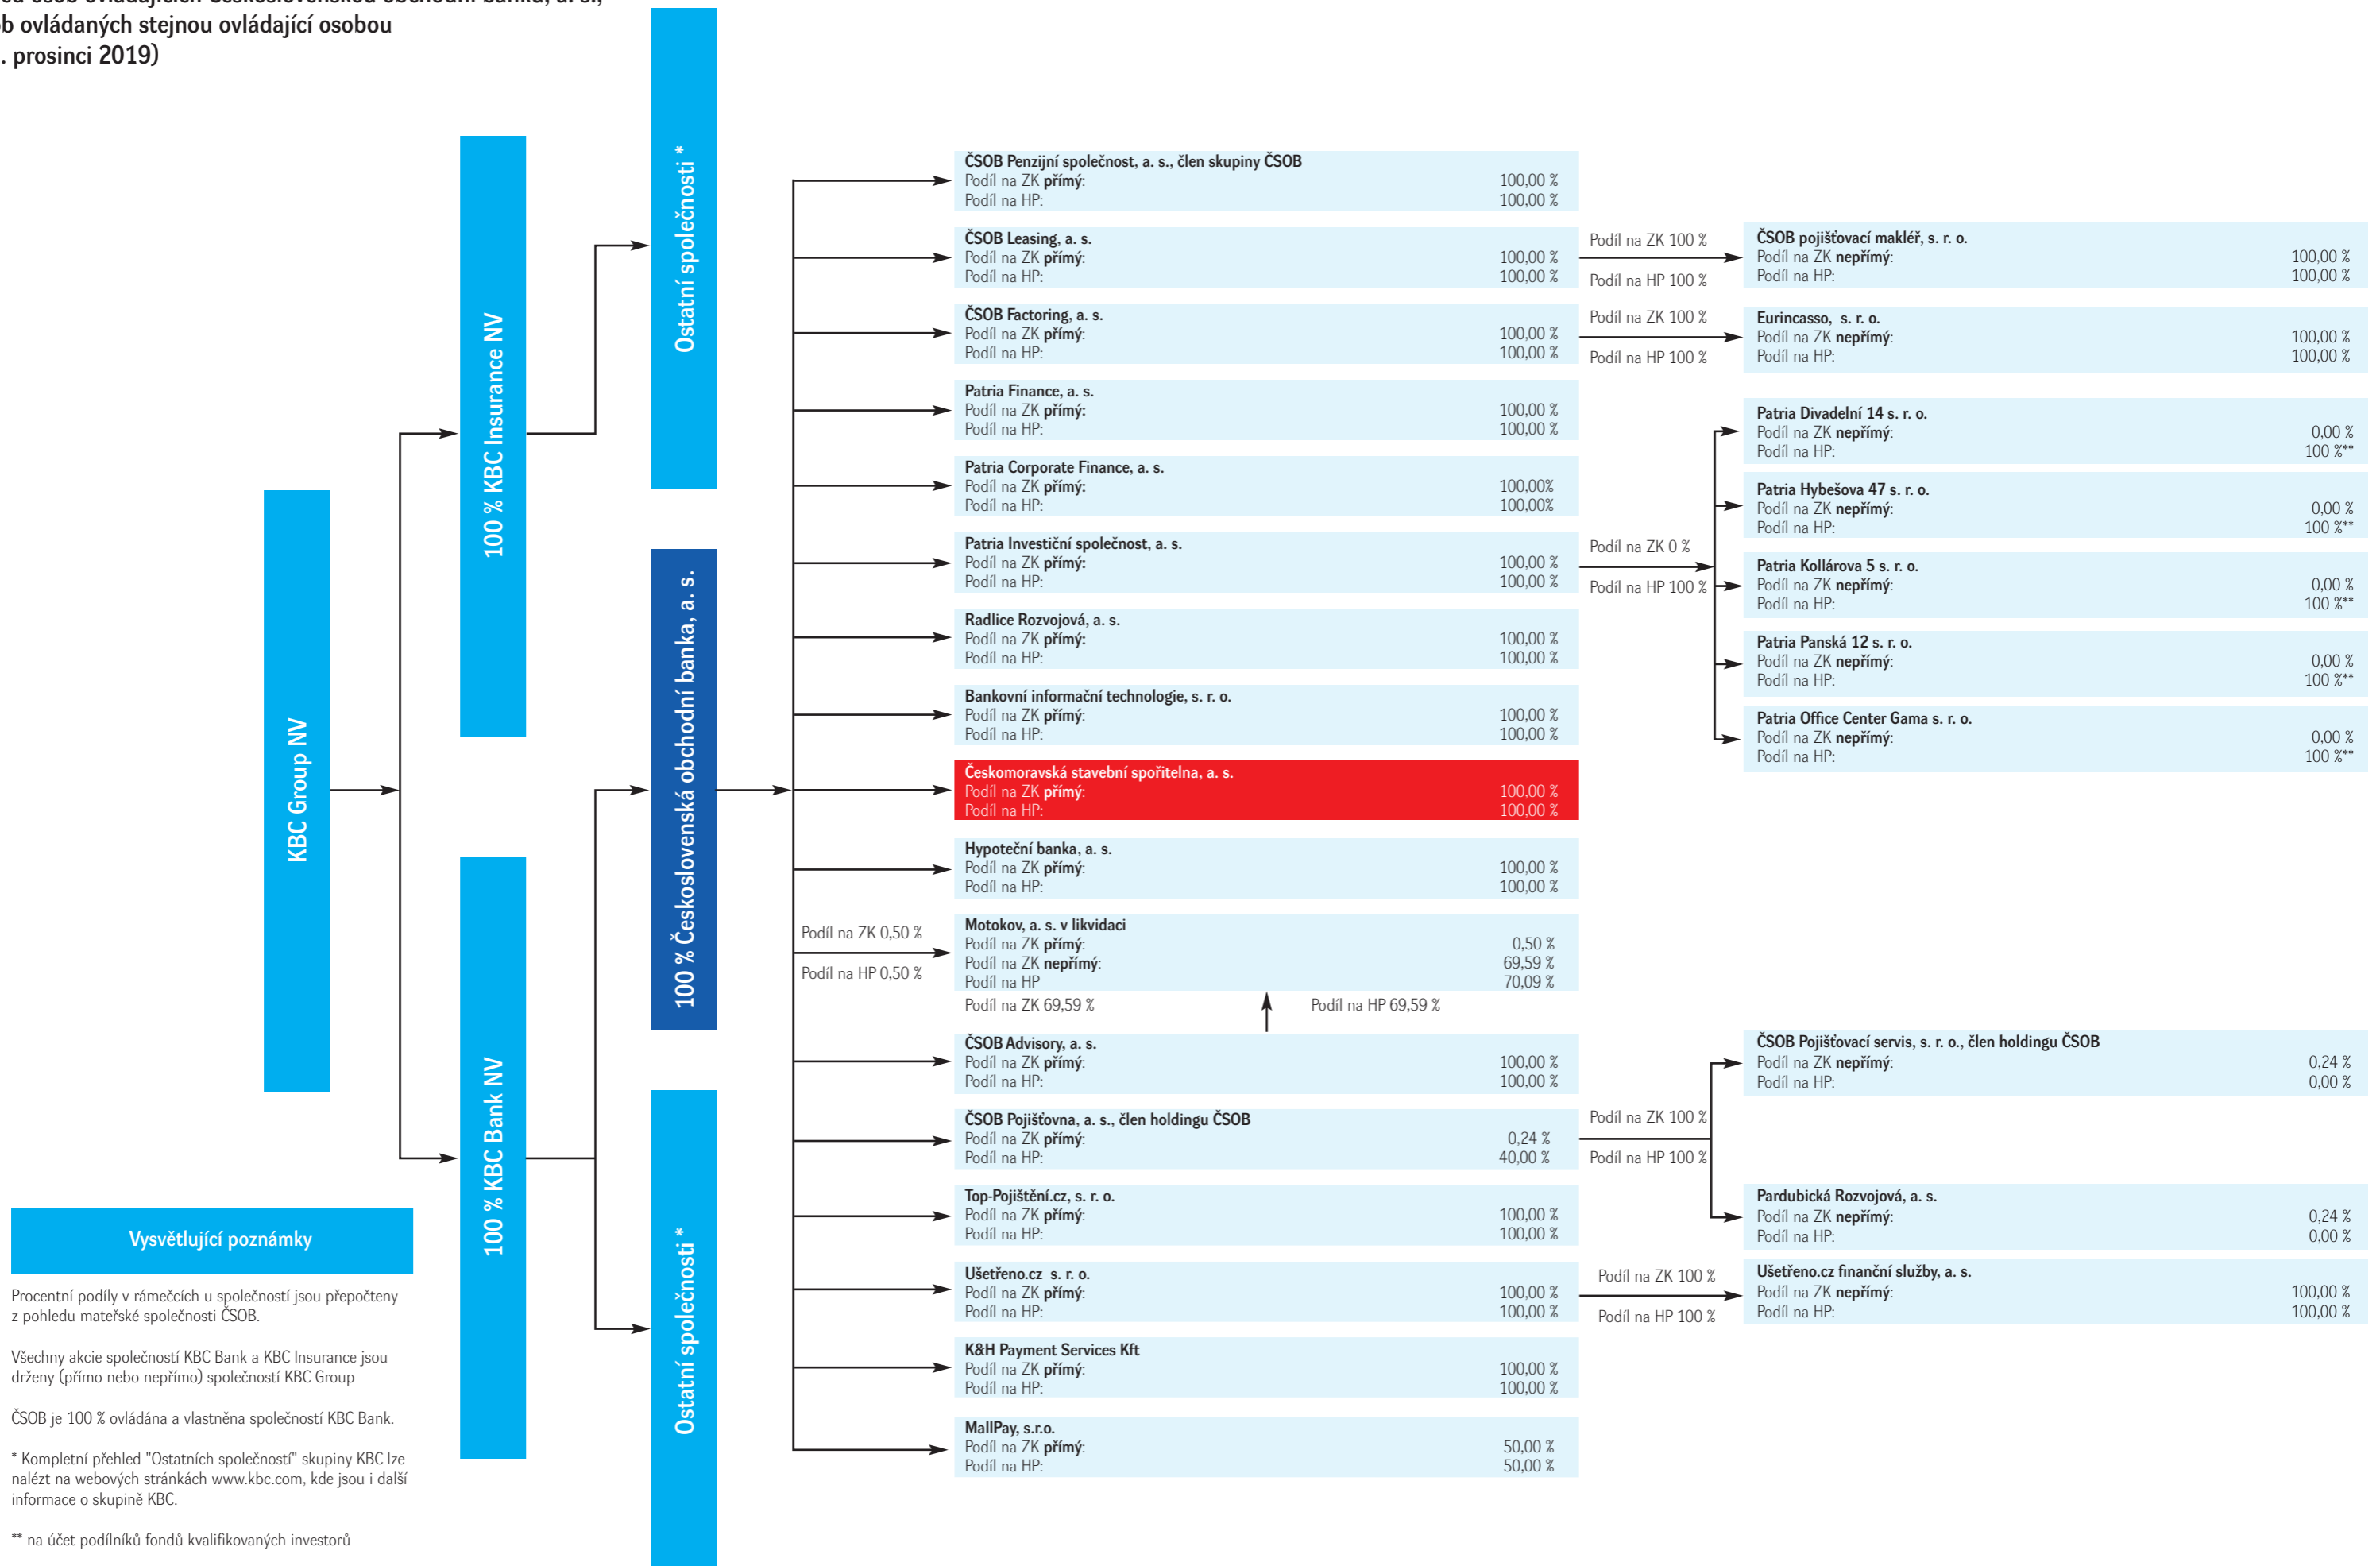 b ovládaných stejnou ovládající osobou
. prosinci 2019)
KBC Group NV
100 % KBC Insurance NV
100 % KBC Bank NV
Ostatní společnosti *
100 % Československá obchodní banka, a. s.
Ostatní společnosti *
ČSOB Penzijní společnost, a. s., člen skupiny ČSOB
Podíl na ZK přímý: 100,00 %
Podíl na HP: 100,00 %
ČSOB Leasing, a. s.
Podíl na ZK přímý: 100,00 %
Podíl na HP: 100,00 %
Podíl na ZK 100 %
Podíl na HP 100 %
ČSOB pojišťovací makléř, s. r. o.
Podíl na ZK nepřímý: 100,00 %
Podíl na HP: 100,00 %
ČSOB Factoring, a. s.
Podíl na ZK přímý: 100,00 %
Podíl na HP: 100,00 %
Podíl na ZK 100 %
Podíl na HP 100 %
Eurincasso, s. r. o.
Podíl na ZK nepřímý: 100,00 %
Podíl na HP: 100,00 %
Patria Finance, a. s.
Podíl na ZK přímý: 100,00 %
Podíl na HP: 100,00 %
Patria Corporate Finance, a. s.
Podíl na ZK přímý: 100,00%
Podíl na HP: 100,00%
Patria Investiční společnost, a. s.
Podíl na ZK přímý: 100,00 %
Podíl na HP: 100,00 %
Podíl na ZK 0 %
Podíl na HP 100 %
Patria Divadelní 14 s. r. o.
Podíl na ZK nepřímý: 0,00 %
Podíl na HP: 100 %**
Patria Hybešova 47 s. r. o.
Podíl na ZK nepřímý: 0,00 %
Podíl na HP: 100 %**
Patria Kollárova 5 s. r. o.
Podíl na ZK nepřímý: 0,00 %
Podíl na HP: 100 %**
Patria Panská 12 s. r. o.
Podíl na ZK nepřímý: 0,00 %
Podíl na HP: 100 %**
Patria Office Center Gama s. r. o.
Podíl na ZK nepřímý: 0,00 %
Podíl na HP: 100 %**
Radlice Rozvojová, a. s.
Podíl na ZK přímý: 100,00 %
Podíl na HP: 100,00 %
Bankovní informační technologie, s. r. o.
Podíl na ZK přímý: 100,00 %
Podíl na HP: 100,00 %
Českomoravská stavební spořitelna, a. s.
Podíl na ZK přímý: 100,00 %
Podíl na HP: 100,00 %
Hypoteční banka, a. s.
Podíl na ZK přímý: 100,00 %
Podíl na HP: 100,00 %
Podíl na ZK 0,50 %
Podíl na HP 0,50 %
Motokov, a. s. v likvidaci
Podíl na ZK přímý: 0,50 %
Podíl na ZK nepřímý: 69,59 %
Podíl na HP 70,09 %
Podíl na ZK 69,59 % Podíl na HP 69,59 %
ČSOB Advisory, a. s.
Podíl na ZK přímý: 100,00 %
Podíl na HP: 100,00 %
ČSOB Pojišťovna, a. s., člen holdingu ČSOB
Podíl na ZK přímý: 0,24 %
Podíl na HP: 40,00 %
Podíl na ZK 100 %
Podíl na HP 100 %
ČSOB Pojišťovací servis, s. r. o., člen holdingu ČSOB
Podíl na ZK nepřímý: 0,24 %
Podíl na HP: 0,00 %
Pardubická Rozvojová, a. s.
Podíl na ZK nepřímý: 0,24 %
Podíl na HP: 0,00 %
Top-Pojištění.cz, s. r. o.
Podíl na ZK přímý: 100,00 %
Podíl na HP: 100,00 %
Ušetřeno.cz s. r. o.
Podíl na ZK přímý: 100,00 %
Podíl na HP: 100,00 %
Podíl na ZK 100 %
Podíl na HP 100 %
Ušetřeno.cz finanční služby, a. s.
Podíl na ZK nepřímý: 100,00 %
Podíl na HP: 100,00 %
K&H Payment Services Kft
Podíl na ZK přímý: 100,00 %
Podíl na HP: 100,00 %
MallPay, s.r.o.
Podíl na ZK přímý: 50,00 %
Podíl na HP: 50,00 %
Vysvětlující poznámky
Procentní podíly v rámečcích u společností jsou přepočteny
z pohledu mateřské společnosti ČSOB.
Všechny akcie společností KBC Bank a KBC Insurance jsou
drženy (přímo nebo nepřímo) společností KBC Group
ČSOB je 100 % ovládána a vlastněna společností KBC Bank.
* Kompletní přehled "Ostatních společností" skupiny KBC lze
nalézt na webových stránkách www.kbc.com, kde jsou i další
informace o skupině KBC.
** na účet podílníků fondů kvalifikovaných investorů